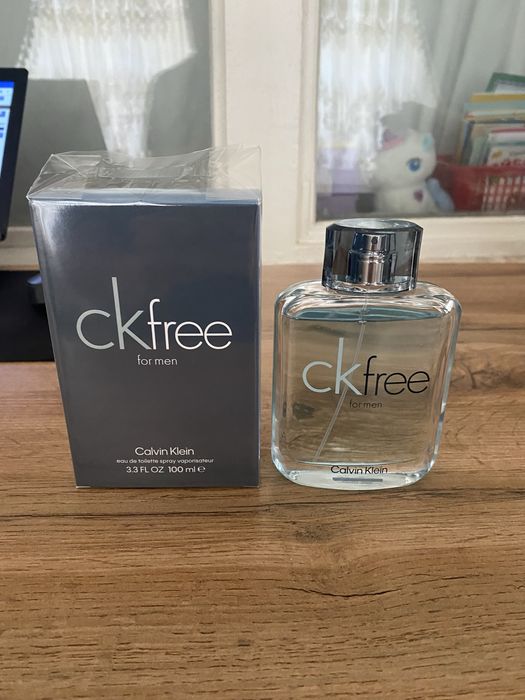 ckfree
for men
Calvin Klein
eau de toilette spray vaporisateur
3.3 FL OZ 100 ml ℮
ckfree
for men
Calvin Klein